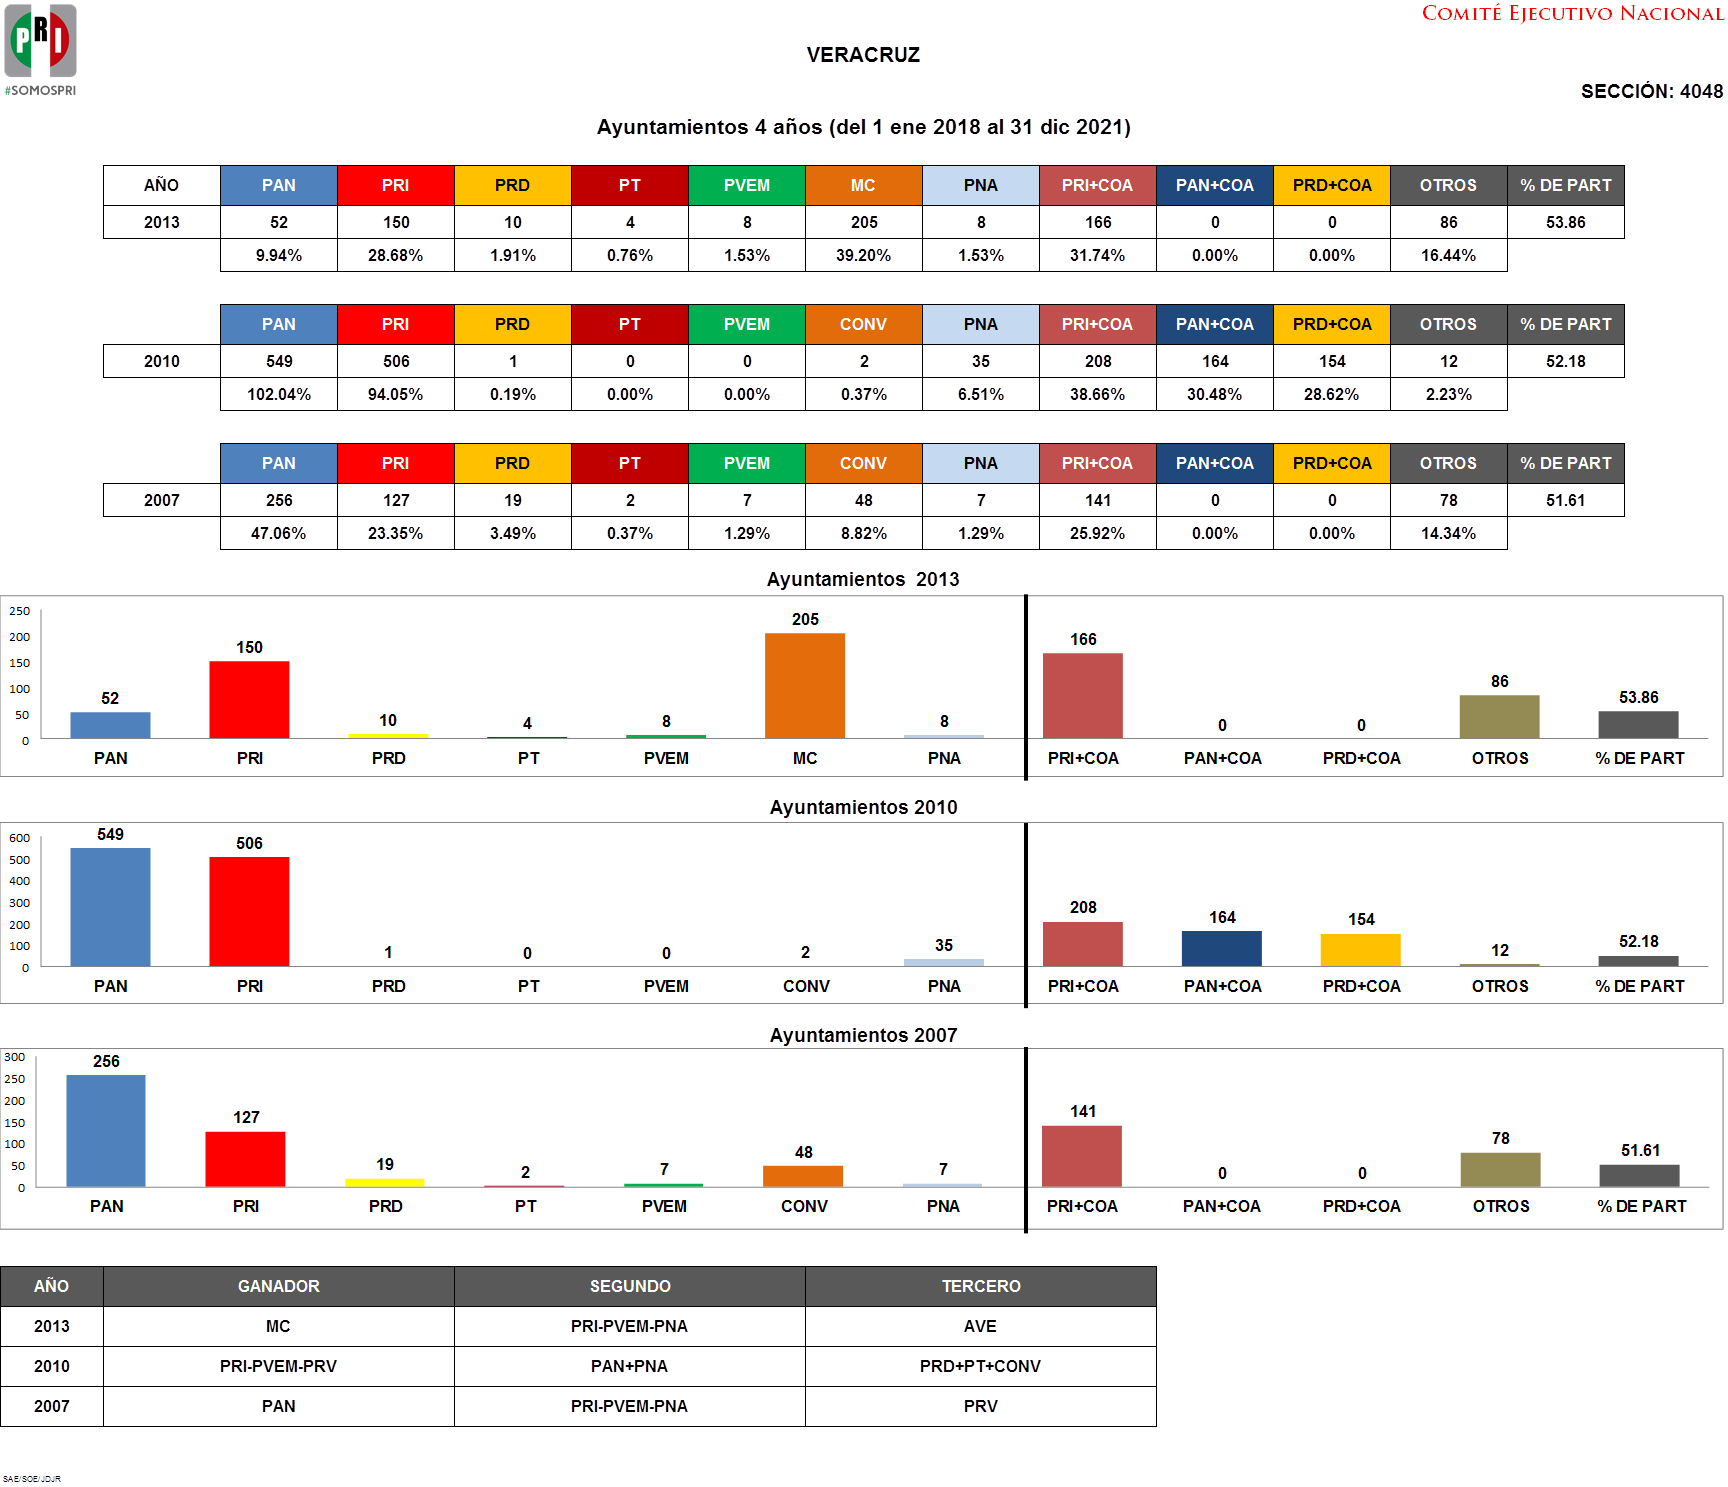 PRI
#SOMOSPRI
COMITÉ EJECUTIVO NACIONAL
VERACRUZ
SECCIÓN: 4048
Ayuntamientos 4 años (del 1 ene 2018 al 31 dic 2021)
AÑO PAN PRI PRD PT PVEM MC PNA PRI+COA PAN+COA PRD+COA OTROS % DE PART
2013 52 150 10 4 8 205 8 166 0 0 86 53.86
9.94% 28.68% 1.91% 0.76% 1.53% 39.20% 1.53% 31.74% 0.00% 0.00% 16.44%
PAN PRI PRD PT PVEM CONV PNA PRI+COA PAN+COA PRD+COA OTROS % DE PART
2010 549 506 1 0 0 2 35 208 164 154 12 52.18
102.04% 94.05% 0.19% 0.00% 0.00% 0.37% 6.51% 38.66% 30.48% 28.62% 2.23%
PAN PRI PRD PT PVEM CONV PNA PRI+COA PAN+COA PRD+COA OTROS % DE PART
2007 256 127 19 2 7 48 7 141 0 0 78 51.61
47.06% 23.35% 3.49% 0.37% 1.29% 8.82% 1.29% 25.92% 0.00% 0.00% 14.34%
Ayuntamientos 2013
250
200
150
100
50
0
52 150 10 4 8 205 8 166 0 0 86 53.86
PAN PRI PRD PT PVEM MC PNA PRI+COA PAN+COA PRD+COA OTROS % DE PART
Ayuntamientos 2010
600
500
400
300
200
100
0
549 506 1 0 0 2 35 208 164 154 12 52.18
PAN PRI PRD PT PVEM CONV PNA PRI+COA PAN+COA PRD+COA OTROS % DE PART
Ayuntamientos 2007
300
250
200
150
100
50
0
256 127 19 2 7 48 7 141 0 0 78 51.61
PAN PRI PRD PT PVEM CONV PNA PRI+COA PAN+COA PRD+COA OTROS % DE PART
AÑO GANADOR SEGUNDO TERCERO
2013 MC PRI-PVEM-PNA AVE
2010 PRI-PVEM-PRV PAN+PNA PRD+PT+CONV
2007 PAN PRI-PVEM-PNA PRV
SAE/SOE/JDJR